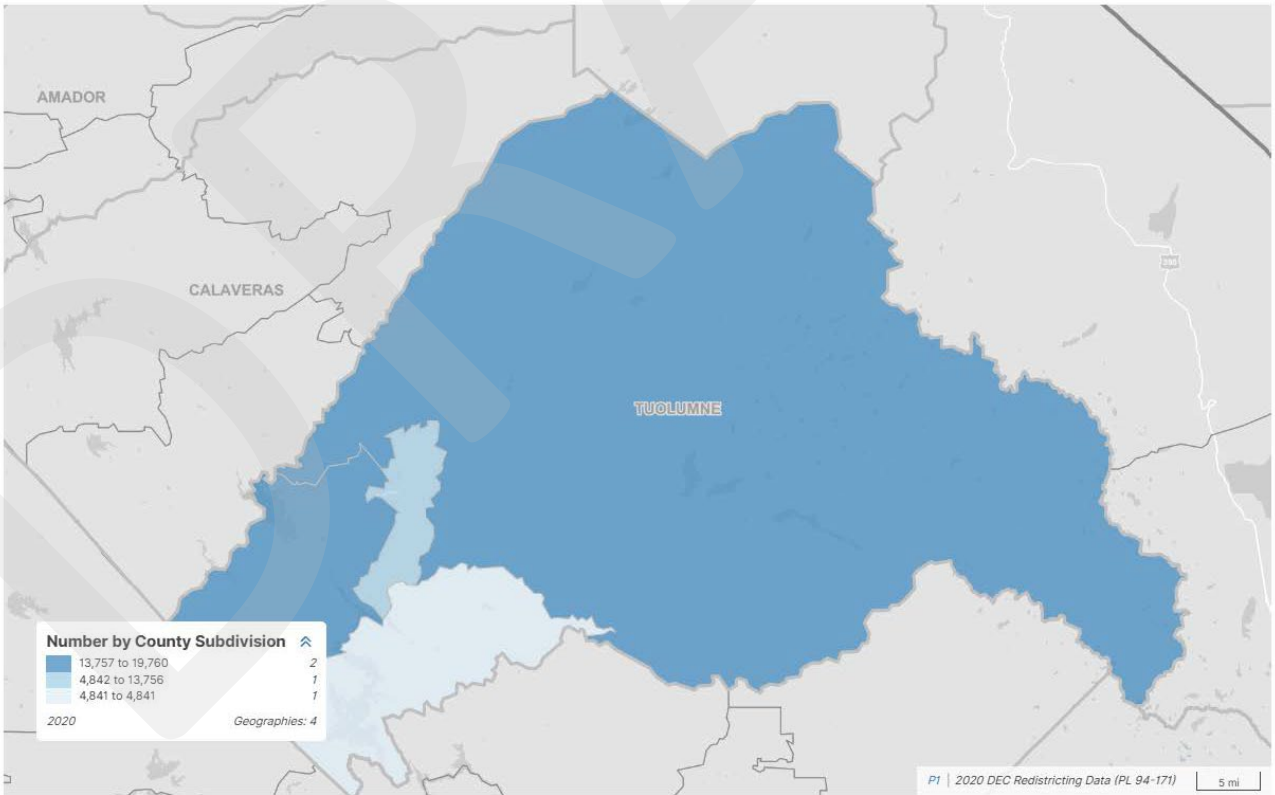 AMADOR
CALAVERAS
395
TUOLUMNE
Number by County Subdivision
13,757 to 19,760 2
4,842 to 13,756 1
4,841 to 4,841 1
2020 Geographies: 4
P1 | 2020 DEC Redistricting Data (PL 94-171) 5 mi